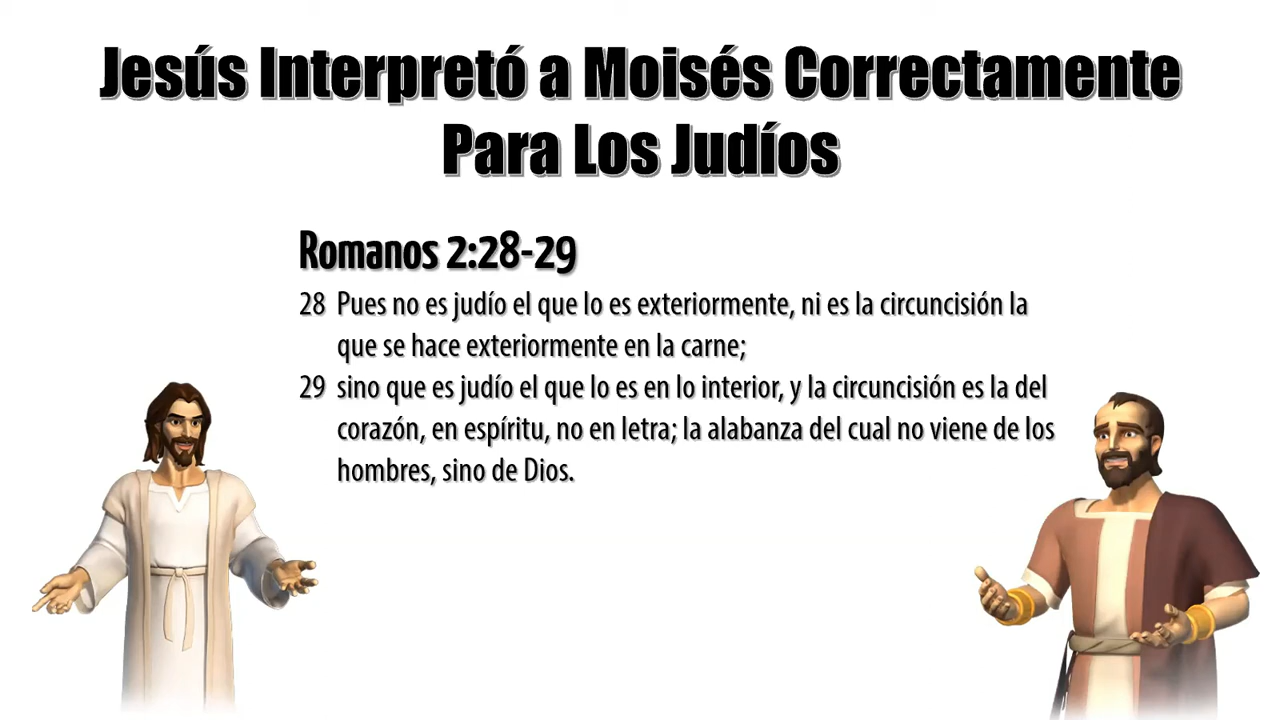 Jesús Interpretó a Moisés Correctamente
Para Los Judíos
Romanos 2:28-29
28 Pues no es judío el que lo es exteriormente, ni es la circuncisión la
que se hace exteriormente en la carne;
29 sino que es judío el que lo es en lo interior, y la circuncisión es la del
corazón, en espíritu, no en letra; la alabanza del cual no viene de los
hombres, sino de Dios.